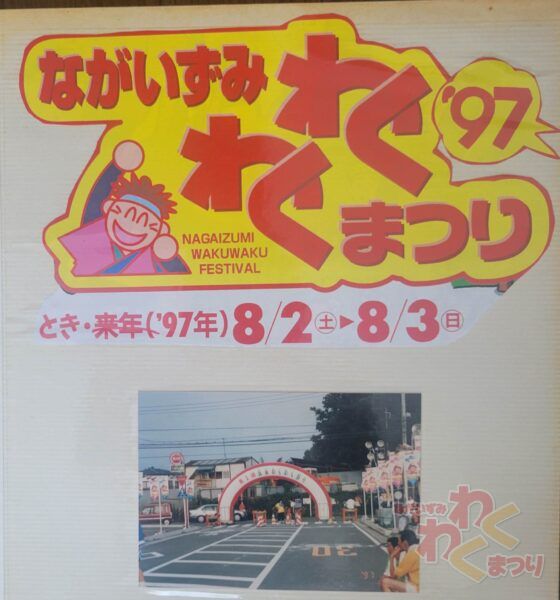 ながいずみ
わくわく
'97
まつり
NAGAIZUMI
WAKUWAKU
FESTIVAL
とき・来年('97年)8/2㊏▶8/3㊐
30
'97
ながいずみ
わくわく
まつり